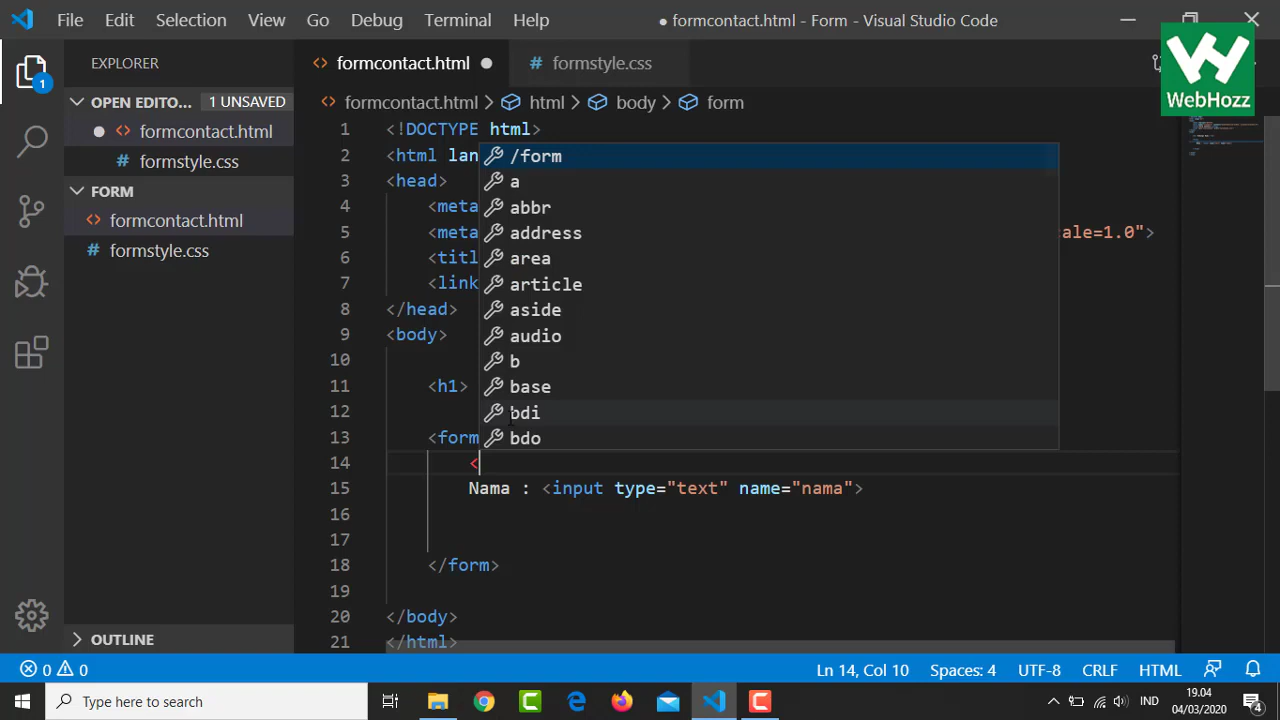 File Edit Selection View Go Debug Terminal Help
● formcontact.html - Form - Visual Studio Code
WebHozz
1
EXPLORER
OPEN EDITO... 1 UNSAVED
formcontact.html
# formstyle.css
FORM
formcontact.html
# formstyle.css
OUTLINE
formcontact.html ● # formstyle.css
formcontact.html > html > body > form
1 <!DOCTYPE html>
2 <html lan
3 <head>
4 <meta
5 <meta cale=1.0">
6 <titl
7 <link
8 </head>
9 <body>
10
11 <h1>
12
13 <form
14 <
15 Nama : <input type="text" name="nama">
16
17
18 </form>
19
20 </body>
21 </html>
/form
a
abbr
address
area
article
aside
audio
b
base
bdi
bdo
0 0 Ln 14, Col 10 Spaces: 4 UTF-8 CRLF HTML
Type here to search IND 19.04
04/03/2020 4